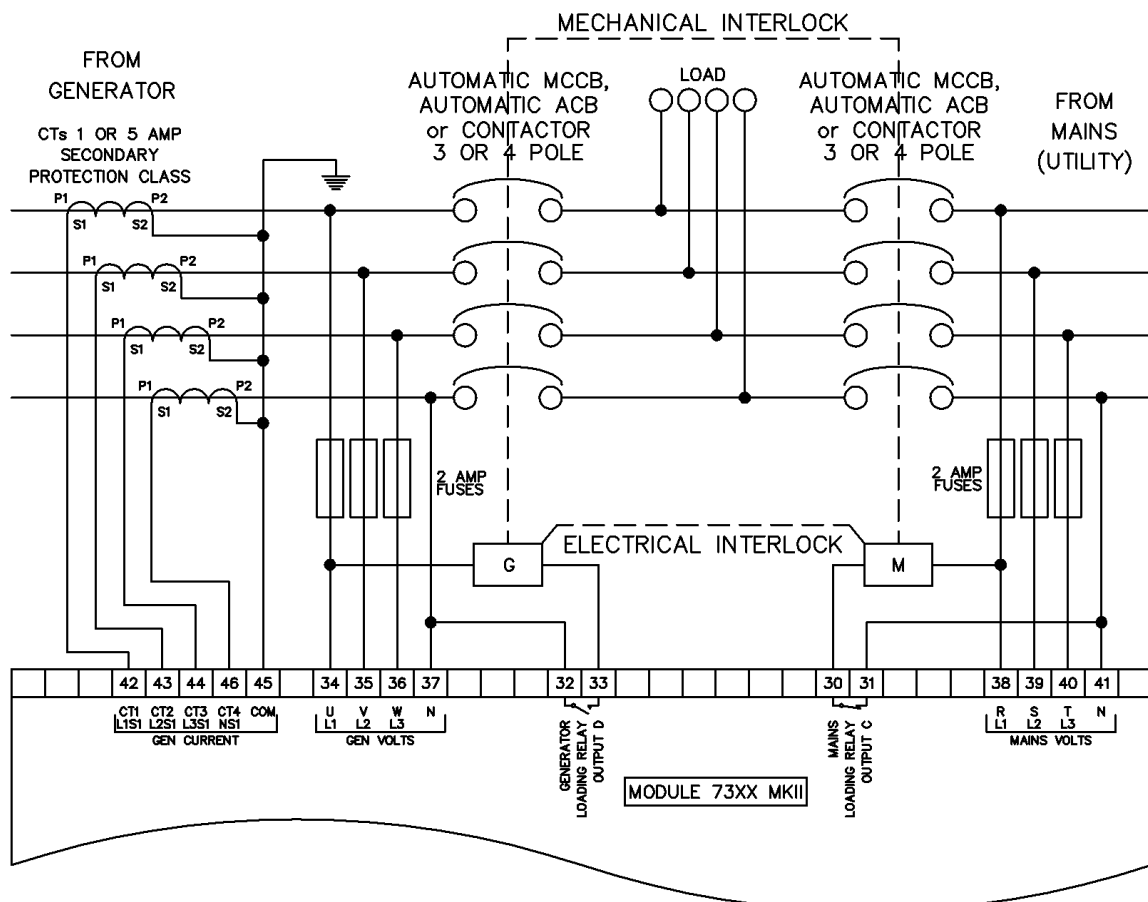 MECHANICAL INTERLOCK
FROM
GENERATOR
CTs 1 OR 5 AMP
SECONDARY
PROTECTION CLASS
AUTOMATIC MCCB,
AUTOMATIC ACB
or CONTACTOR
3 OR 4 POLE
LOAD
AUTOMATIC MCCB,
AUTOMATIC ACB
or CONTACTOR
3 OR 4 POLE
FROM
MAINS
(UTILITY)
P1 P2
S1 S2
P1 P2
S1 S2
P1 P2
S1 S2
P1 P2
S1 S2
2 AMP
FUSES
2 AMP
FUSES
ELECTRICAL INTERLOCK
G
M
42 43 44 46 45 34 35 36 37 32 33 30 31 38 39 40 41
CT1 CT2 CT3 CT4 COM
L1S1 L2S1 L3S1 NS1
GEN CURRENT
U V W N
L1 L2 L3
GEN VOLTS
GENERATOR
LOADING RELAY
OUTPUT D
MAINS
LOADING RELAY
OUTPUT C
R S T N
L1 L2 L3
MAINS VOLTS
MODULE 73XX MKII